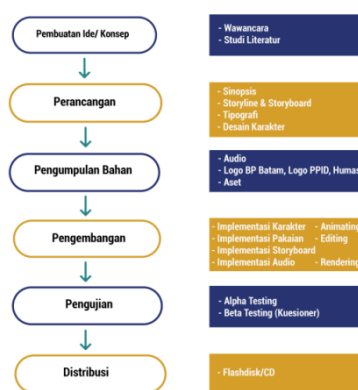 Pembuatan Ide/ Konsep
- Wawancara
- Studi Literatur
Perancangan
- Sinopsis
- Storyline & Storyboard
- Tipografi
- Desain Karakter
Pengumpulan Bahan
- Audio
- Logo BP Batam, Logo PPID, Humas
- Aset
Pengembangan
- Implementasi Karakter - Animating
- Implementasi Pakaian - Editing
- Implementasi Storyboard
- Implementasi Audio - Rendering
Pengujian
- Alpha Testing
- Beta Testing (Kuesioner)
Distribusi
- Flashdisk/CD